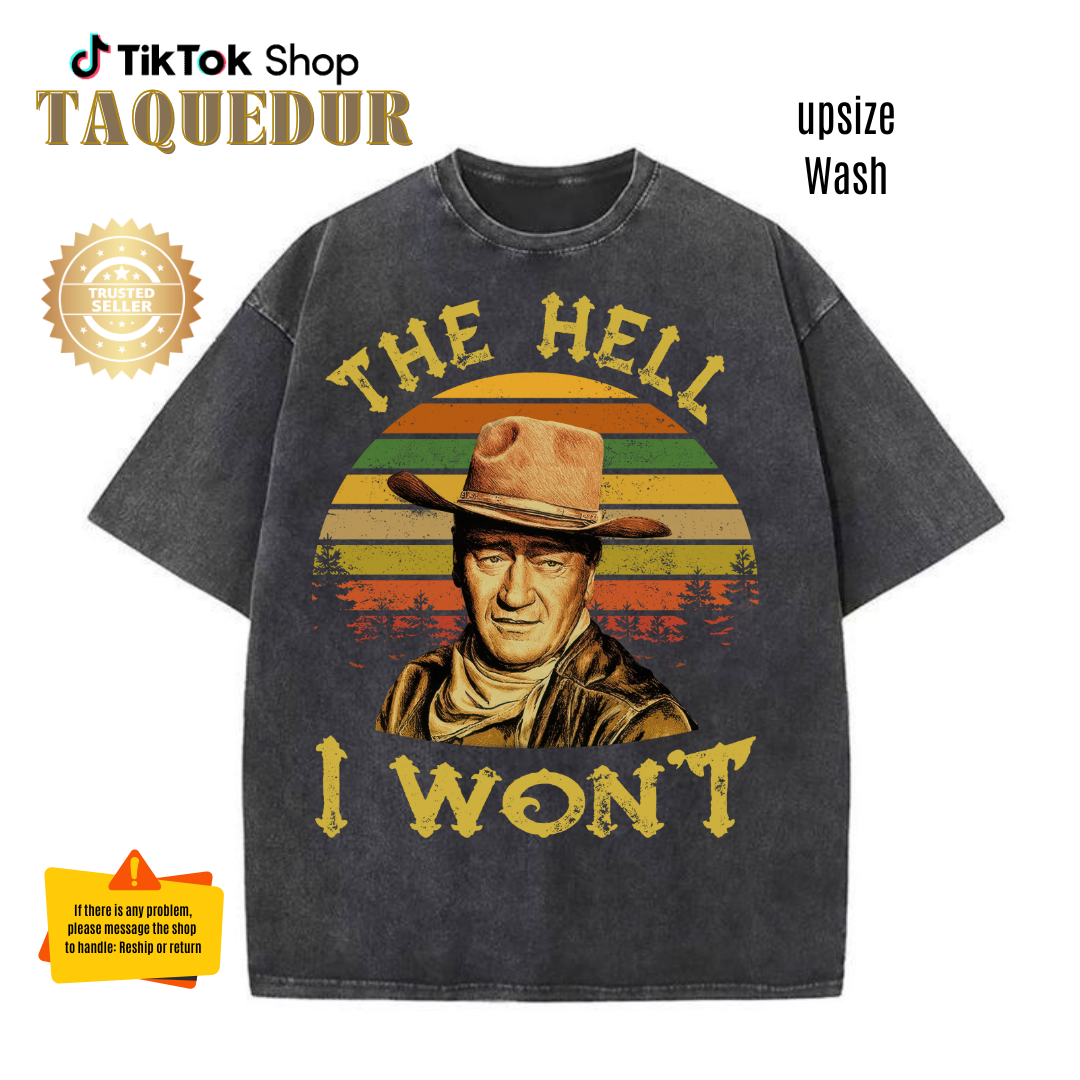 TikTok Shop
TAQUEDUR
upsize
Wash
TRUSTED
SELLER
THE HELL
I WON'T
If there is any problem,
please message the shop
to handle: Reship or return